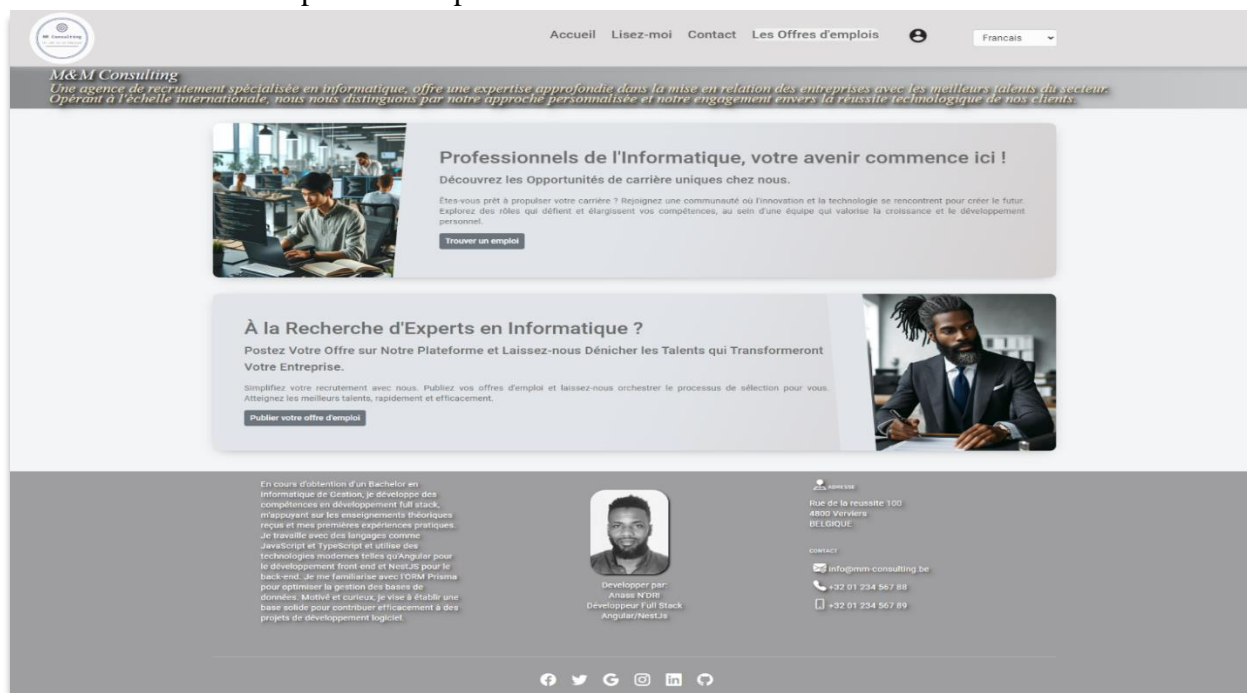 M&M Consulting
Accueil Lisez-moi Contact Les Offres d'emplois Francais
M&M Consulting
Une agence de recrutement spécialisée en informatique, offre une expertise approfondie dans la mise en relation des entreprises avec les meilleurs talents du secteur.
Opérant à l'échelle internationale, nous nous distinguons par notre approche personnalisée et notre engagement envers la réussite technologique de nos clients.
Professionnels de l'Informatique, votre avenir commence ici !
Découvrez les Opportunités de carrière uniques chez nous.
Êtes-vous prêt à propulser votre carrière ? Rejoignez une communauté où l'innovation et la technologie se rencontrent pour créer le futur.
Explorez des rôles qui défient et élargissent vos compétences, au sein d'une équipe qui valorise la croissance et le développement
personnel.
Trouver un emploi
À la Recherche d'Experts en Informatique ?
Postez Votre Offre sur Notre Plateforme et Laissez-nous Dénicher les Talents qui Transformeront
Votre Entreprise.
Simplifiez votre recrutement avec nous. Publiez vos offres d'emploi et laissez-nous orchestrer le processus de sélection pour vous.
Atteignez les meilleurs talents, rapidement et efficacement.
Publier votre offre d'emploi
En cours d'obtention d'un Bachelor en
Informatique de Gestion, je développe des
compétences en développement full stack,
m'appuyant sur les enseignements théoriques
reçus et mes premières expériences pratiques.
Je travaille avec des langages comme
JavaScript et TypeScript et utilise des
technologies modernes telles qu'Angular pour
le développement front-end et NestJS pour le
back-end. Je me familiarise avec l'ORM Prisma
pour optimiser la gestion des bases de
données. Motivé et curieux, je vise à établir une
base solide pour contribuer efficacement à des
projets de développement logiciel.
Developper par:
Anass N'DRI
Développeur Full Stack
Angular/NestJs
ADRESSE
Rue de la reussite 100
4800 Verviers
BELGIQUE
CONTACT
info@mm-consulting.be
+32 01 234 567 88
+32 01 234 567 89